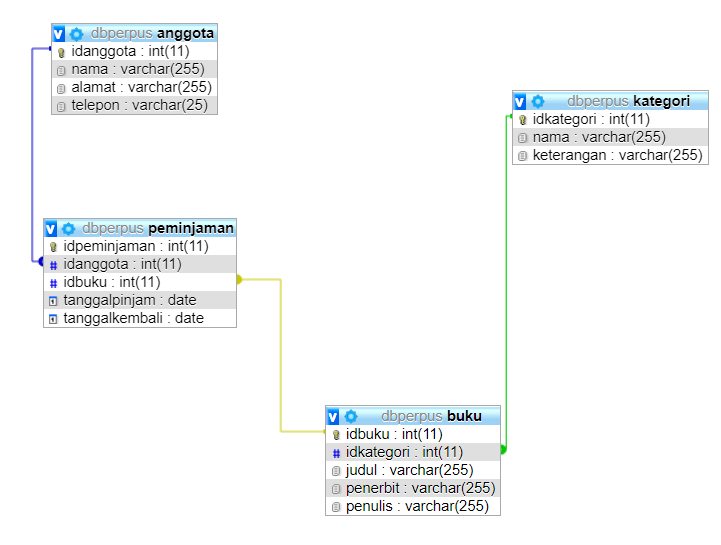 dbperpus anggota
idanggota : int(11)
nama : varchar(255)
alamat : varchar(255)
telepon : varchar(25)
dbperpus kategori
idkategori : int(11)
nama : varchar(255)
keterangan : varchar(255)
dbperpus peminjaman
idpeminjaman : int(11)
idanggota : int(11)
idbuku : int(11)
tanggalpinjam : date
tanggalkembali : date
dbperpus buku
idbuku : int(11)
idkategori : int(11)
judul : varchar(255)
penerbit : varchar(255)
penulis : varchar(255)